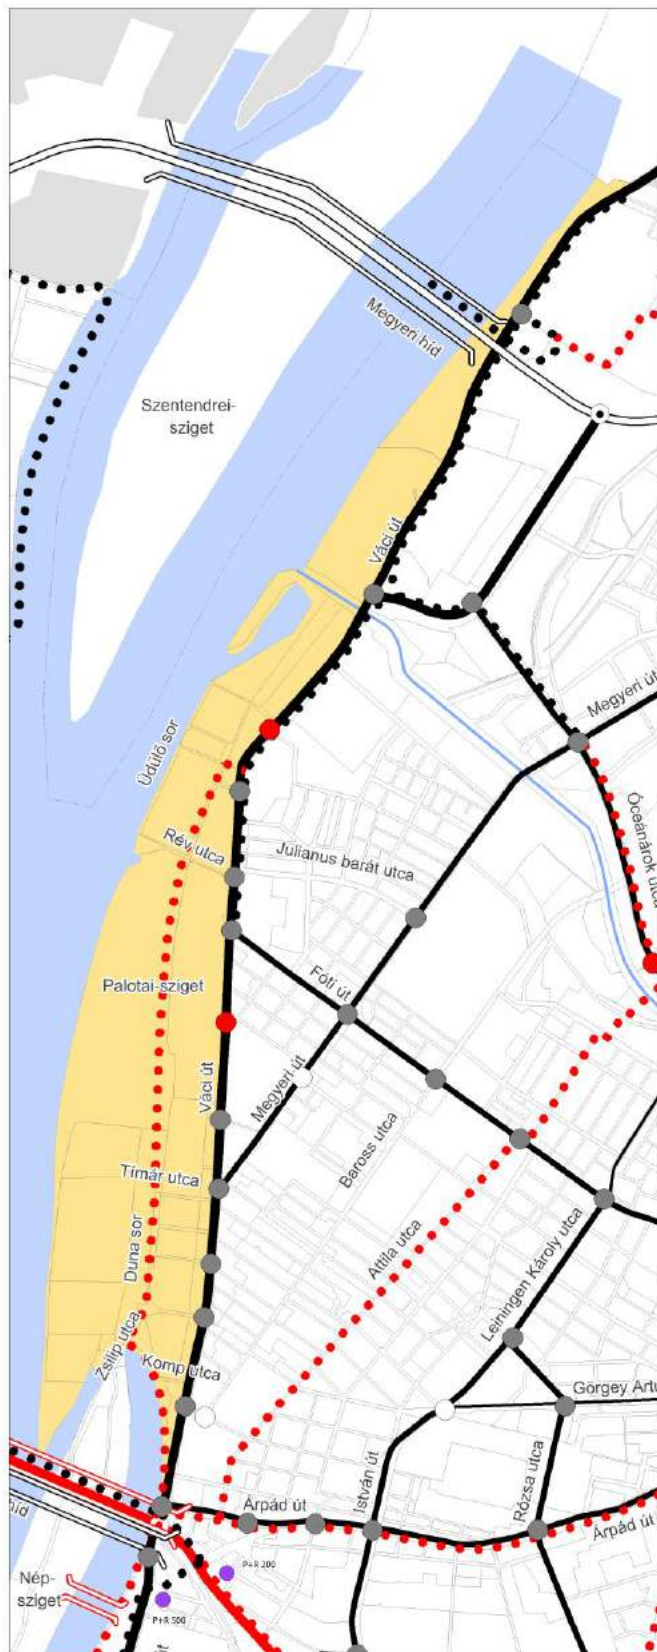 Megyeri híd
Szentendrei-
sziget
Váci út
Megyeri út
Üdülő sor
Óceánárok utca
Rév utca
Julianus barát utca
Palotai-sziget
Fóti út
Váci út
Megyeri út
Baross utca
Tímár utca
Duna sor
Attila utca
Leiningen Károly utca
Zsilip utca
Komp utca
Görgey Artú
István út
Rózsa utca
Árpád út
Árpád út
híd
Nép-
sziget
P+R 200
P+R 500
út